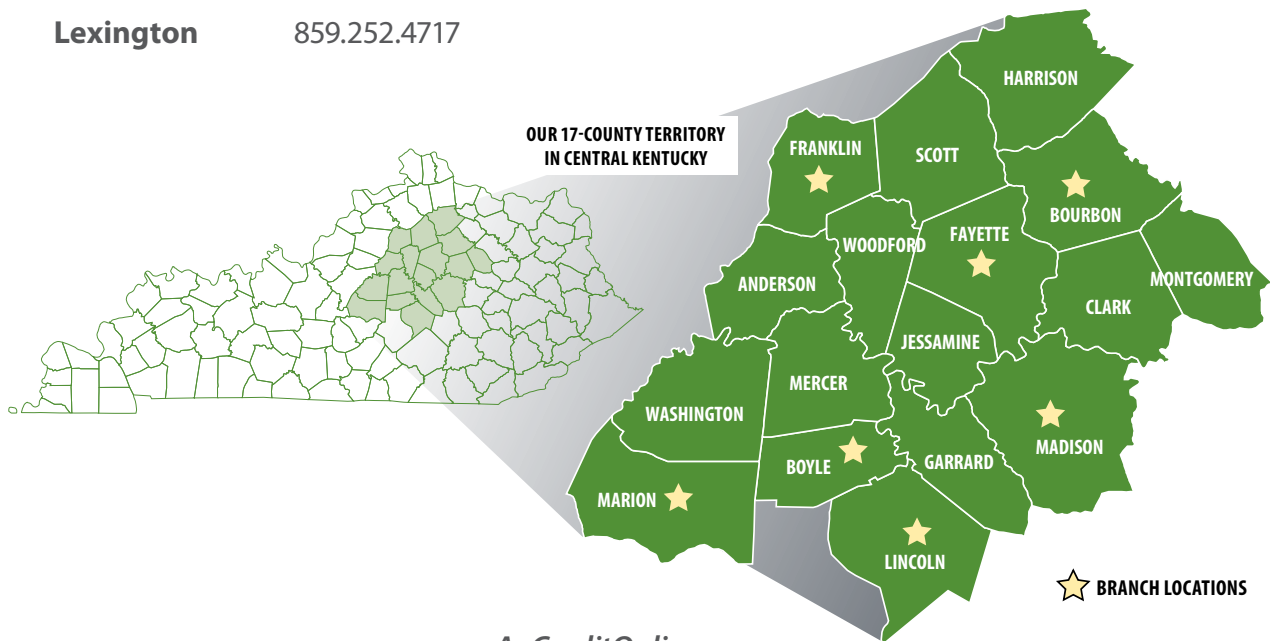 Lexington 859.252.4717
OUR 17-COUNTY TERRITORY
IN CENTRAL KENTUCKY
HARRISON
FRANKLIN
SCOTT
BOURBON
WOODFORD
FAYETTE
ANDERSON
MONTGOMERY
CLARK
JESSAMINE
MERCER
WASHINGTON
MADISON
BOYLE
GARRARD
MARION
LINCOLN
BRANCH LOCATIONS